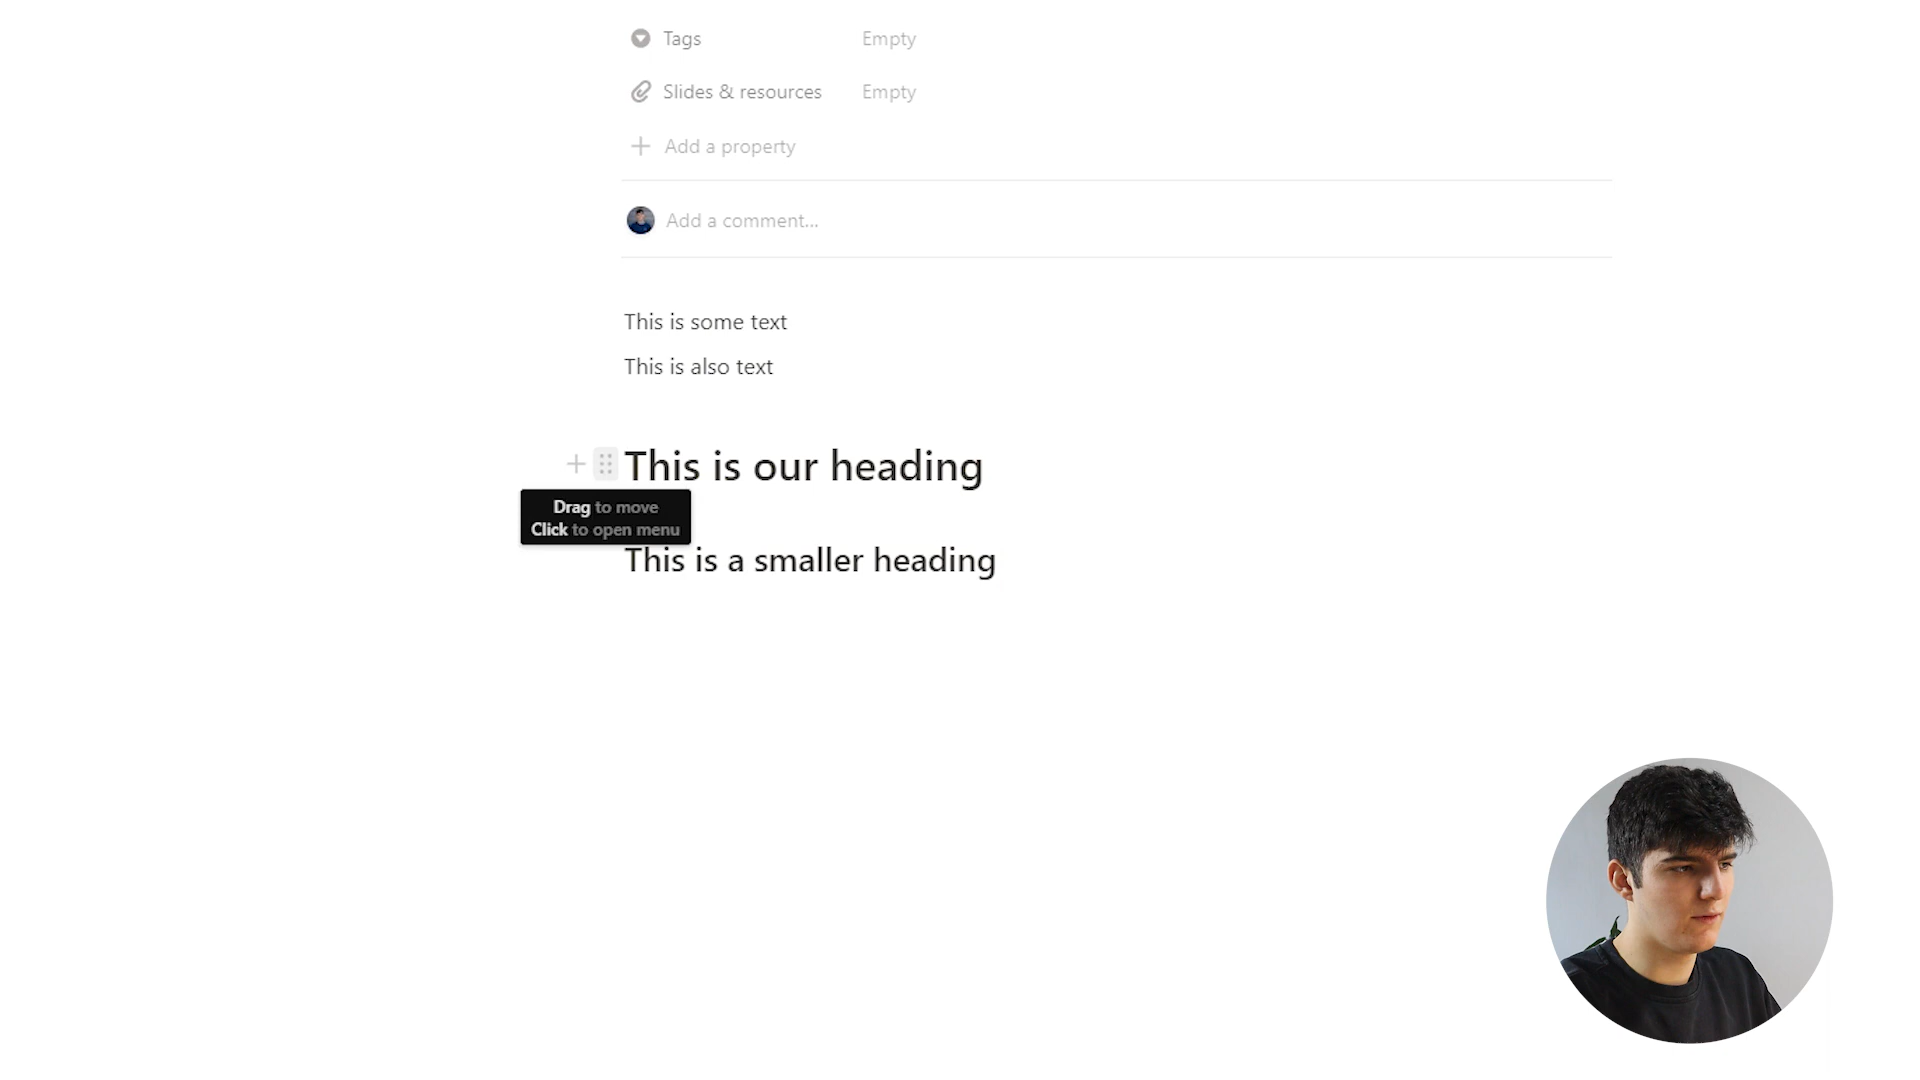 Tags Empty
Slides & resources Empty
Add a property
Add a comment...
This is some text
This is also text
This is our heading
Drag to move
Click to open menu
This is a smaller heading